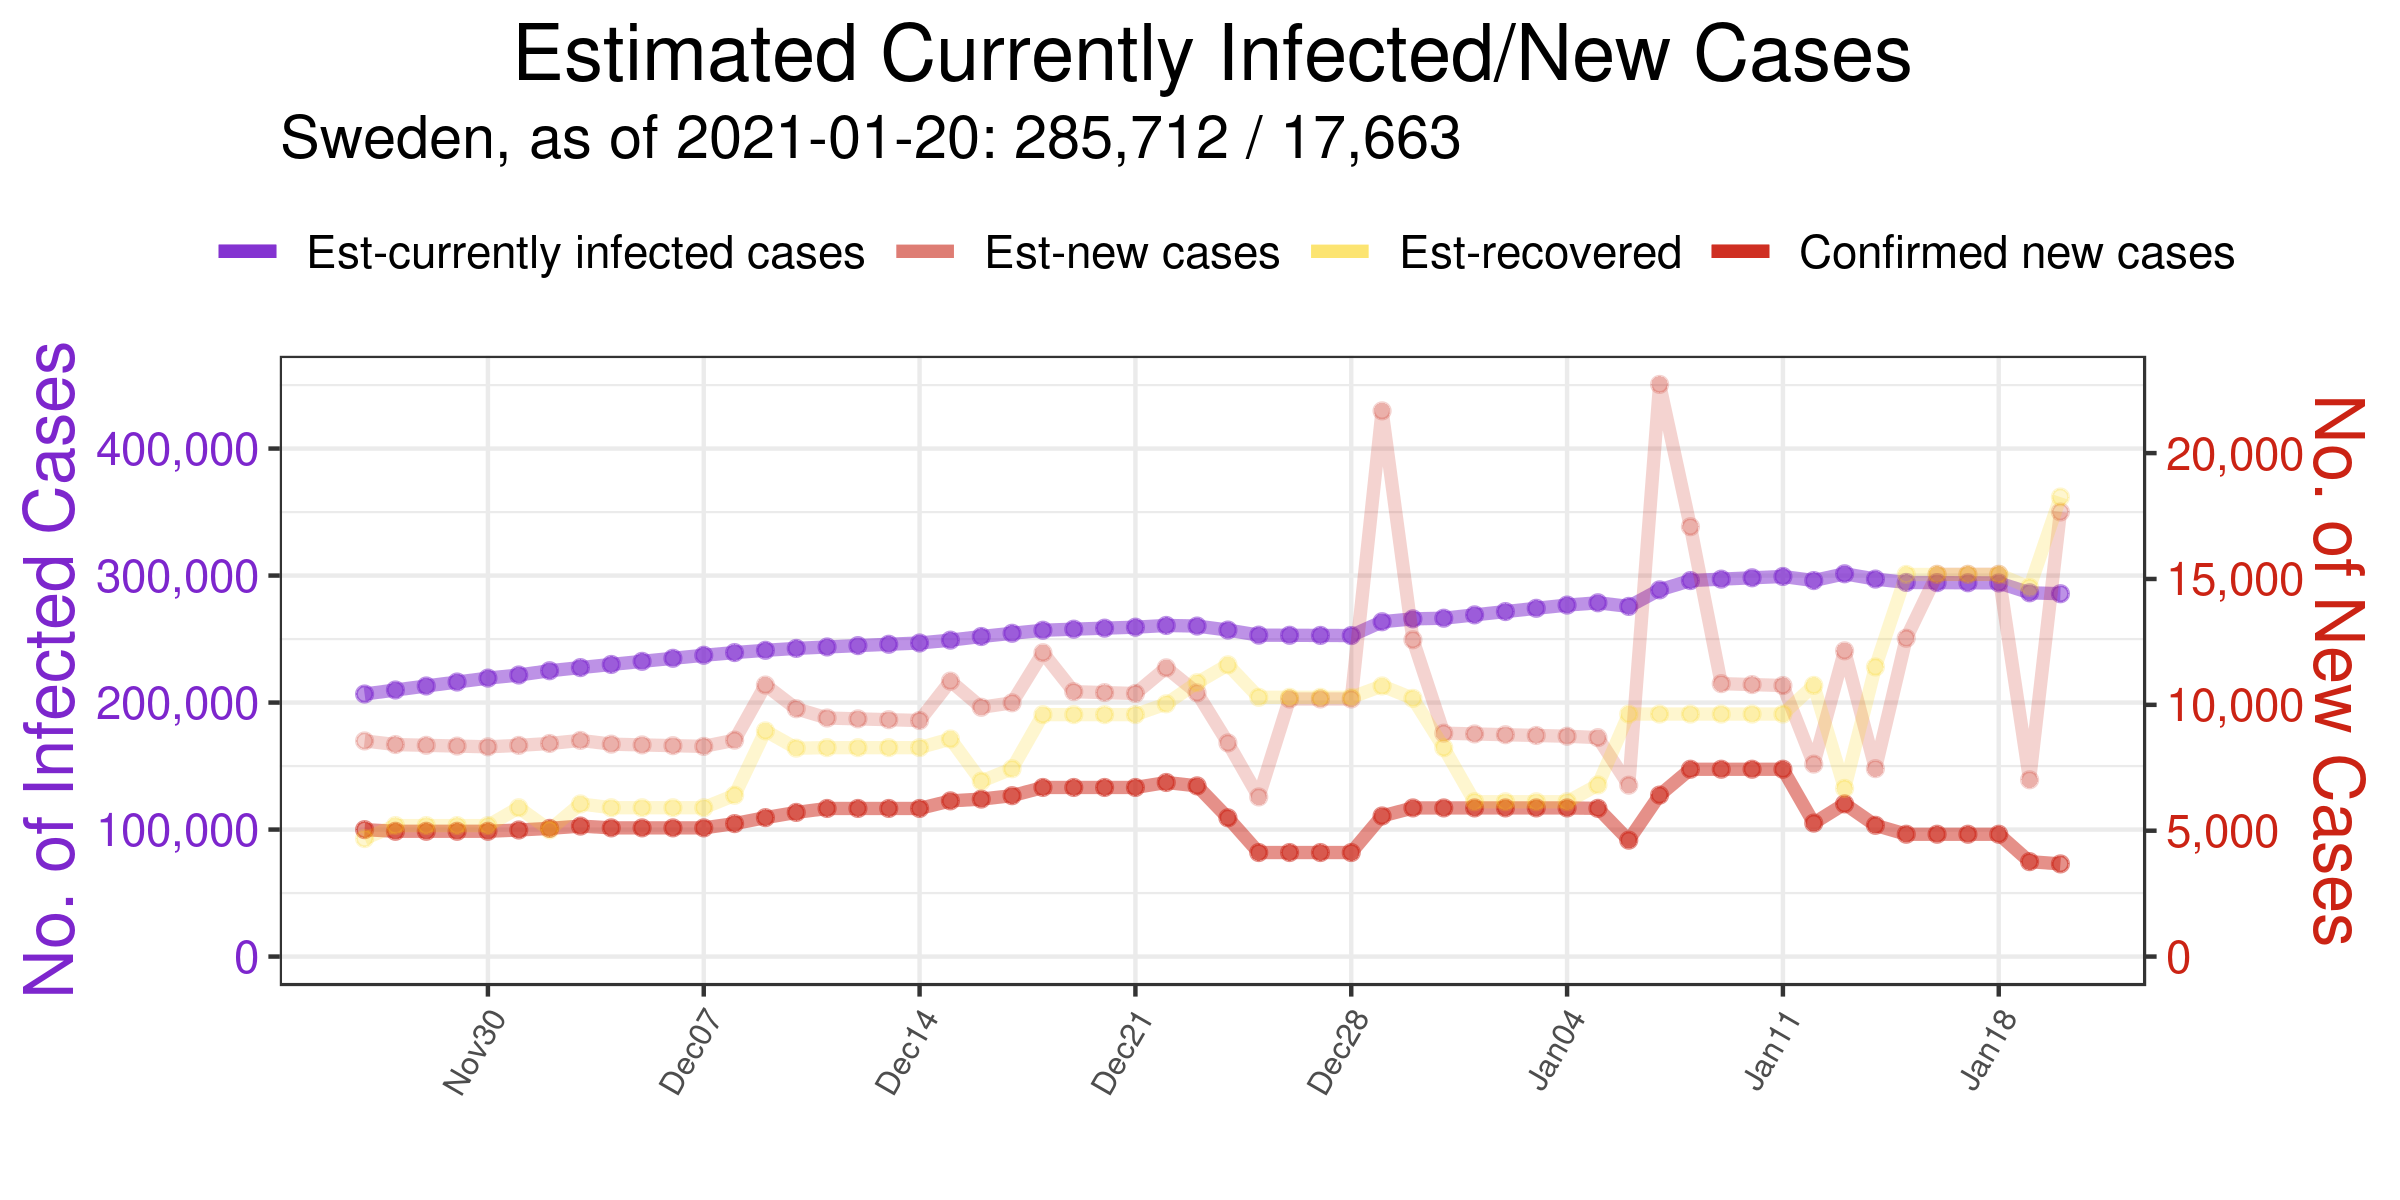 Estimated Currently Infected/New Cases
Sweden, as of 2021-01-20: 285,712 / 17,663
Est-currently infected cases Est-new cases Est-recovered Confirmed new cases
No. of Infected Cases
400,000
300,000
200,000
100,000
0
20,000
15,000
10,000
5,000
0
No. of New Cases
Nov30 Dec07 Dec14 Dec21 Dec28 Jan04 Jan11 Jan18